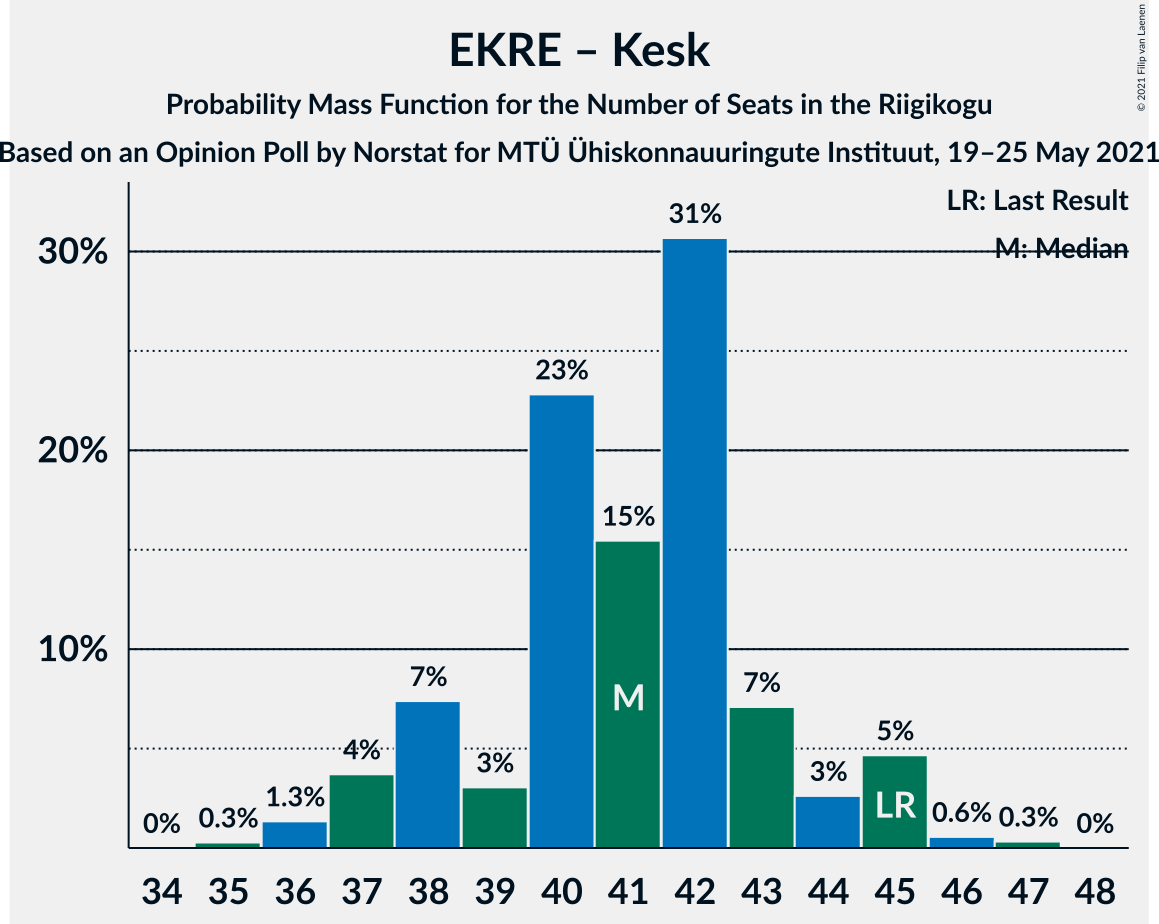 EKRE – Kesk
Probability Mass Function for the Number of Seats in the Riigikogu
Based on an Opinion Poll by Norstat for MTÜ Ühiskonnauuringute Instituut, 19–25 May 2021
© 2021 Filip van Laenen
LR: Last Result
M: Median
30%
20%
10%
0%
0.3%
1.3%
4%
7%
3%
23%
15%
31%
7%
3%
5%
0.6%
0.3%
0%
M
LR
34 35 36 37 38 39 40 41 42 43 44 45 46 47 48